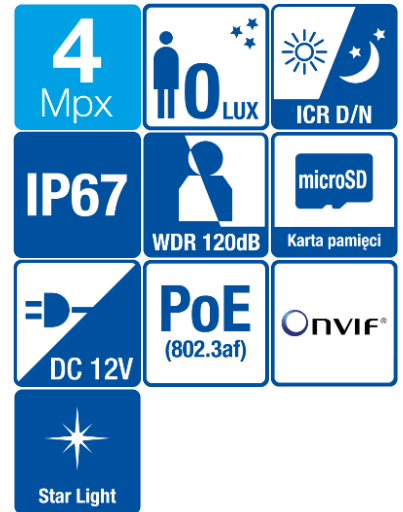 4
Mpx
0 LUX
ICR D/N
IP67
WDR 120dB
microSD
Karta pamięci
DC 12V
PoE
(802.3af)
ONVIF®
Star Light